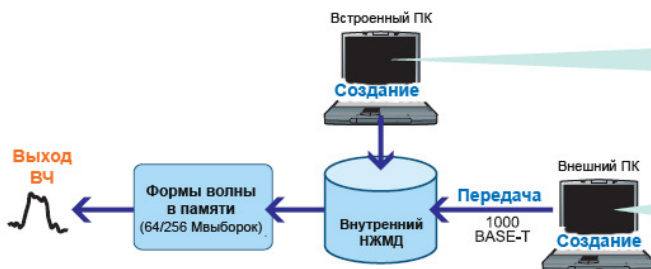 Встроенный ПК
Создание
Выход
ВЧ
Формы волны
в памяти
(64/256 Мвыборок)
Внутренний
НЖМД
Передача
1000
BASE-T
Внешний ПК
Создание